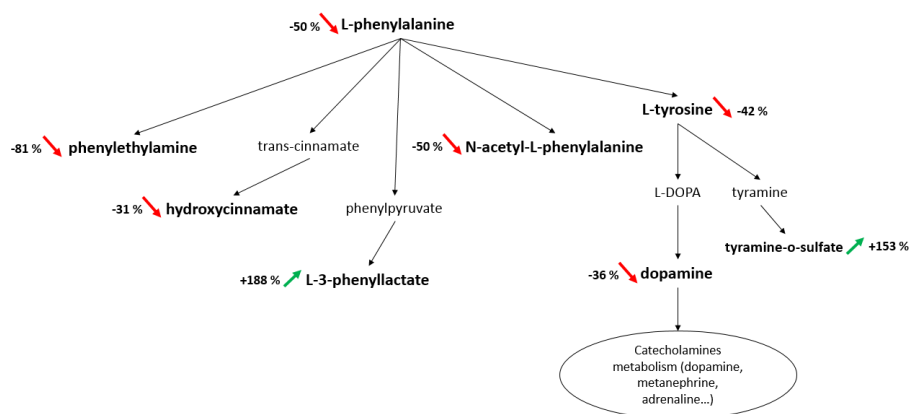 -50 % L-phenylalanine
L-tyrosine -42 %
-81 % phenylethylamine
trans-cinnamate
-50 % N-acetyl-L-phenylalanine
L-DOPA
tyramine
-31 % hydroxycinnamate
phenylpyruvate
tyramine-o-sulfate +153 %
+188 % L-3-phenyllactate
-36 % dopamine
Catecholamines
metabolism (dopamine,
metanephrine,
adrenaline...)